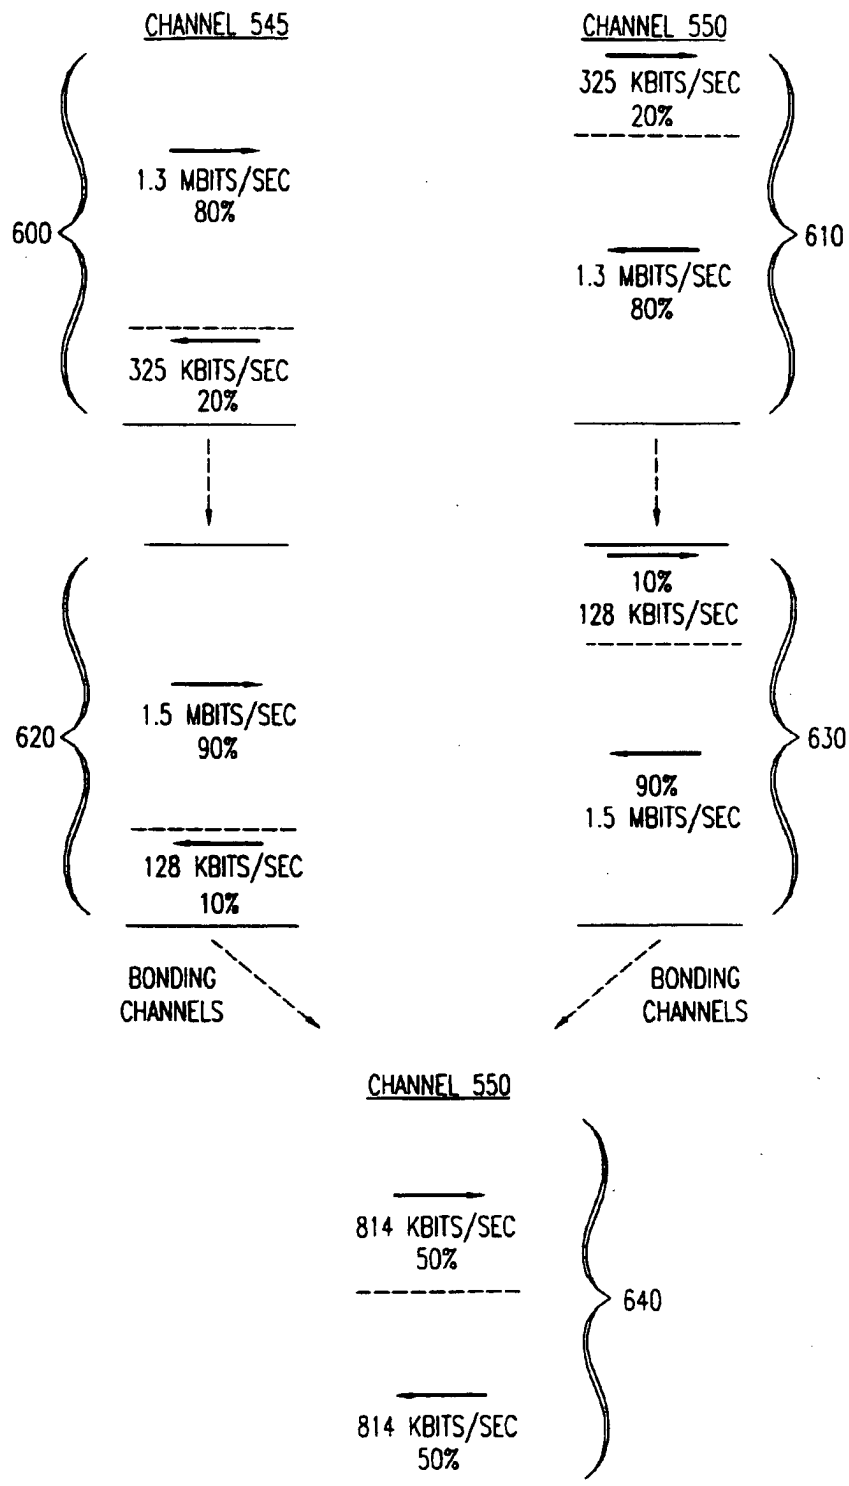 CHANNEL 545
1.3 MBITS/SEC
80%
600
325 KBITS/SEC
20%
CHANNEL 550
325 KBITS/SEC
20%
1.3 MBITS/SEC
80%
610
1.5 MBITS/SEC
90%
620
128 KBITS/SEC
10%
10%
128 KBITS/SEC
90%
1.5 MBITS/SEC
630
BONDING
CHANNELS
BONDING
CHANNELS
CHANNEL 550
814 KBITS/SEC
50%
640
814 KBITS/SEC
50%